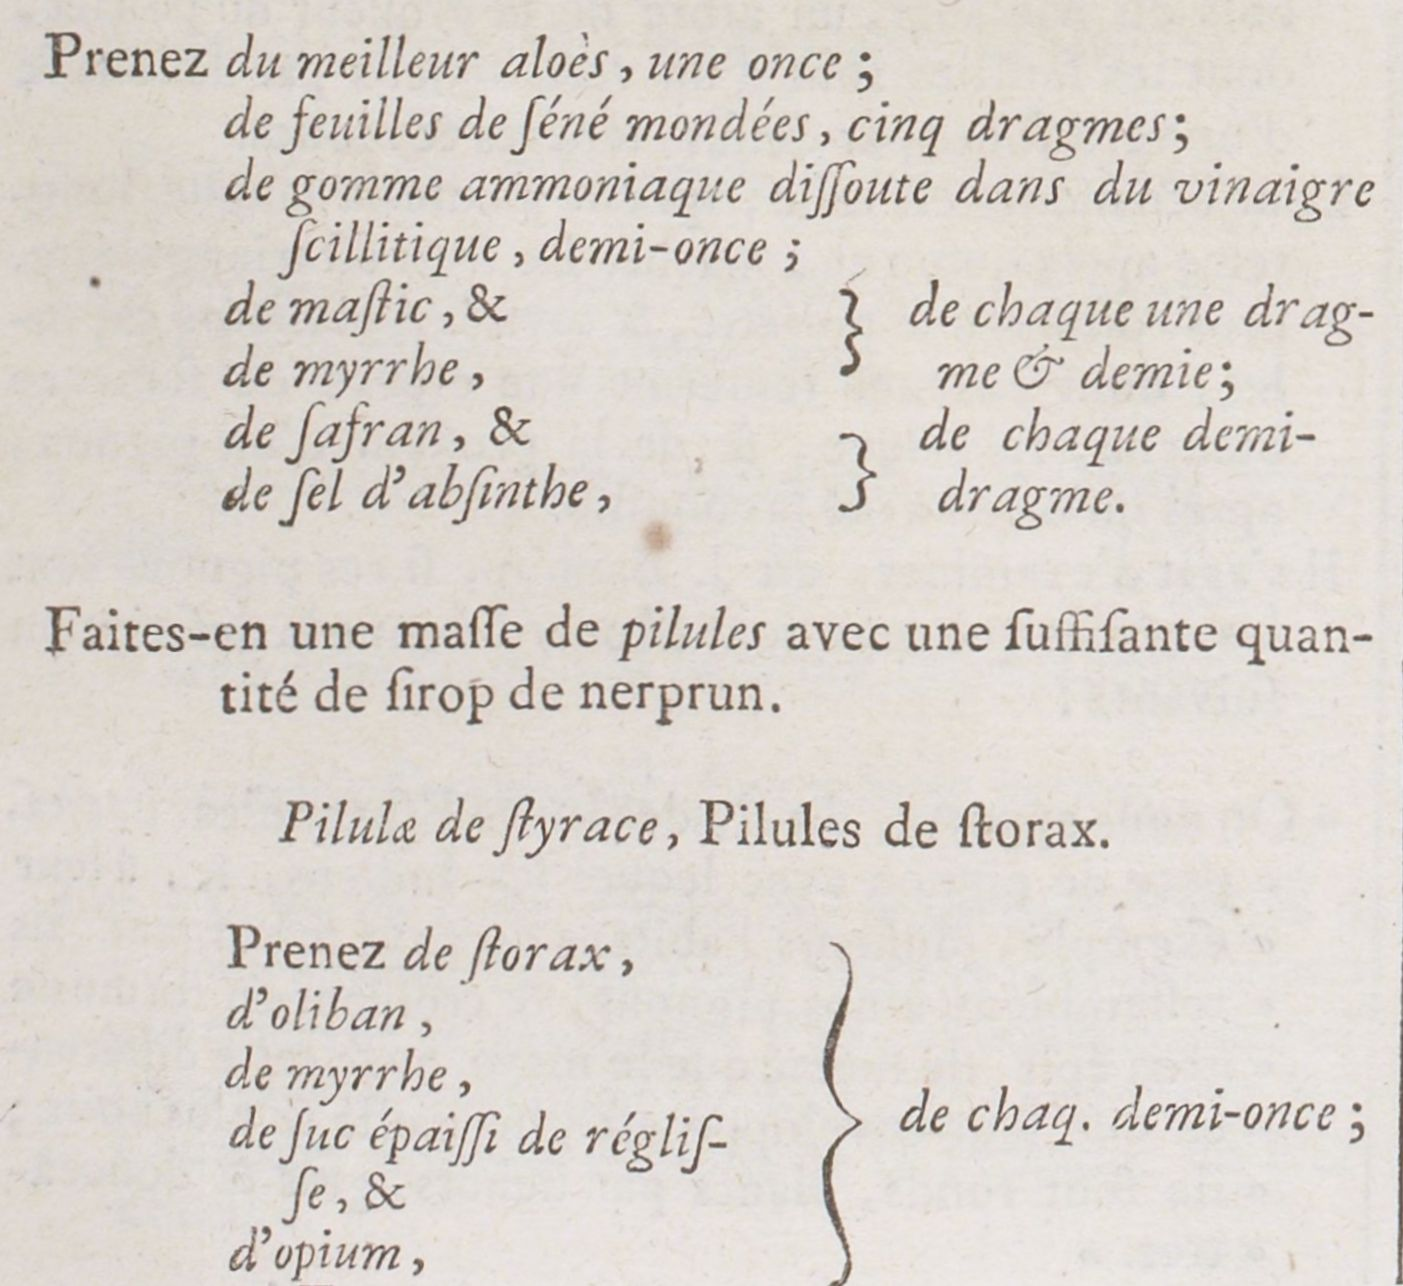 Prenez du meilleur aloès, une once;
de feuilles de ſéné mondées, cinq dragmes;
de gomme ammoniaque diſſoute dans du vinaigre
ſcillitique, demi-once;
de maſtic, & } de chaque une drag-
de myrrhe, me & demie;
de ſafran, & } de chaque demi-
de ſel d'abſinthe, dragme.
Faites-en une maſſe de pilules avec une ſuffiſante quan-
tité de ſirop de nerprun.
Pilulæ de ſtyrace, Pilules de ſtorax.
Prenez de ſtorax,
d'oliban,
de myrrhe,
de ſuc épaiſſi de régliſ- } de chaq. demi-once;
ſe, &
d'opium,